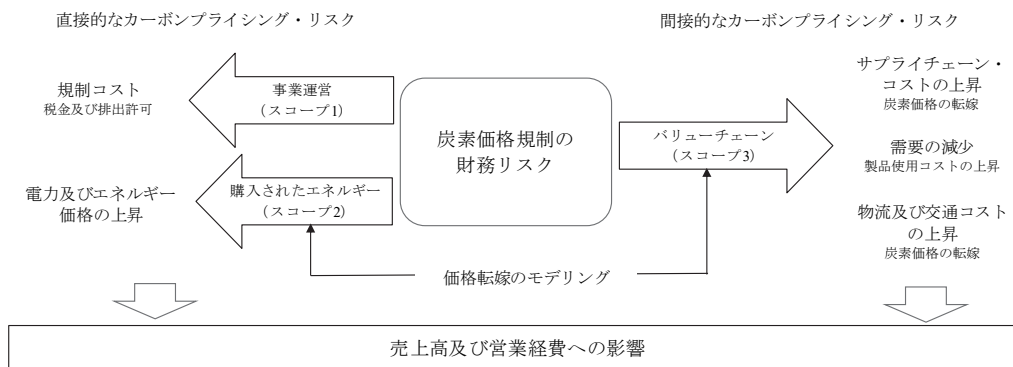 直接的なカーボンプライシング・リスク
間接的なカーボンプライシング・リスク
規制コスト
税金及び排出許可
事業運営
（スコープ1）
電力及びエネルギー
価格の上昇
購入されたエネルギー
（スコープ2）
炭素価格規制の
財務リスク
バリューチェーン
（スコープ3）
サプライチェーン・
コストの上昇
炭素価格の転嫁
需要の減少
製品使用コストの上昇
物流及び交通コスト
の上昇
炭素価格の転嫁
価格転嫁のモデリング
売上高及び営業経費への影響